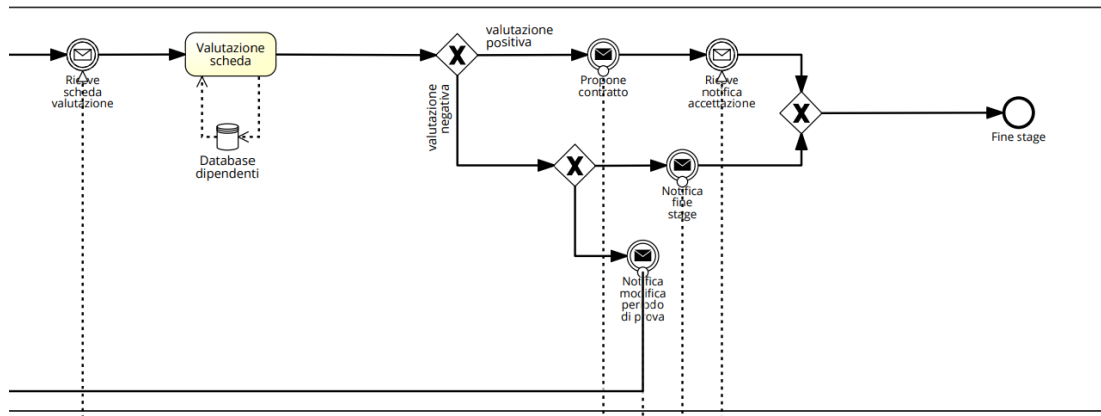 valutazione
positiva
Valutazione
scheda
Riceve
scheda
valutazione
Propone
contratto
Riceve
notifica
accettazione
valutazione
negativa
Database
dipendenti
Fine stage
Notifica
fine
stage
Notifica
modifica
periodo
di prova